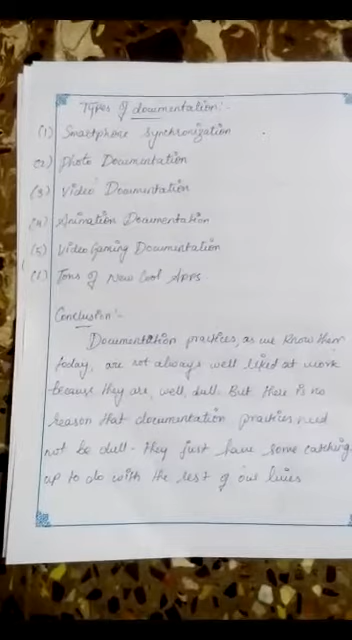 Types of documentation:-
(1) Smartphone synchronization
(2) Photo Documentation
(3) Video Documentation
(4) Animation Documentation
(5) Video Gaming Documentation
(6) Tons of New Cool Apps.
Conclusion:-
Documentation practices, as we know them
today, are not always well liked at work
because they are, well, dull. But there is no
reason that documentation practices need
not be dull - they just have some catching
up to do with the rest of our lives